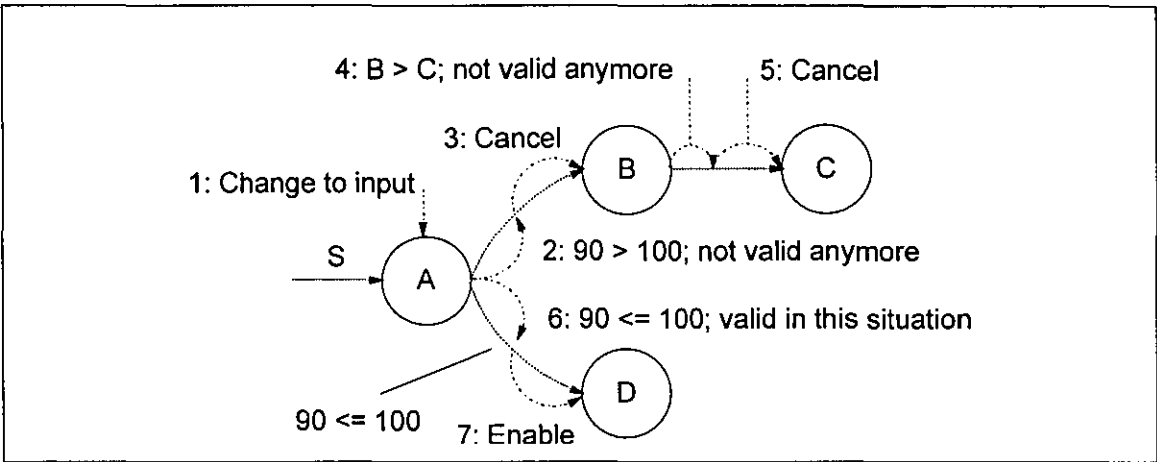 4: B > C; not valid anymore
5: Cancel
3: Cancel
B
C
1: Change to input
2: 90 > 100; not valid anymore
S
A
6: 90 <= 100; valid in this situation
D
90 <= 100
7: Enable